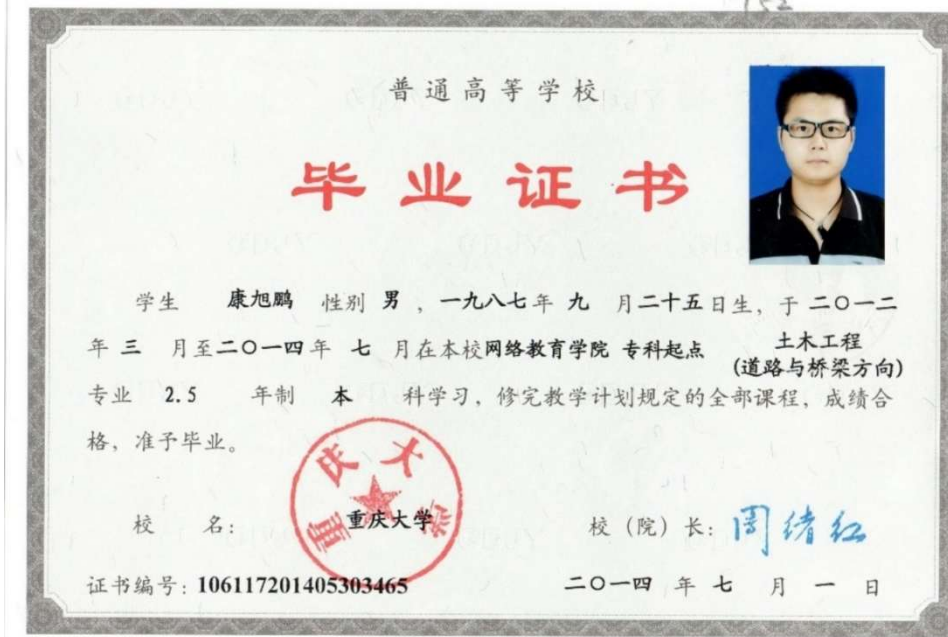 152
普通高等学校
毕业证书
学生 康旭鹏 性别 男 ，一九八七年 九 月二十五日生，于 二〇一二
年 三 月至二〇一四年 七 月在本校网络教育学院 专科起点 土木工程
(道路与桥梁方向)
专业 2.5 年制 本 科学习，修完教学计划规定的全部课程，成绩合
格，准予毕业。
重庆大学
校 名： 重庆大学 校（院）长：周绪红
证书编号：106117201405303465 二〇一四 年 七 月 一 日